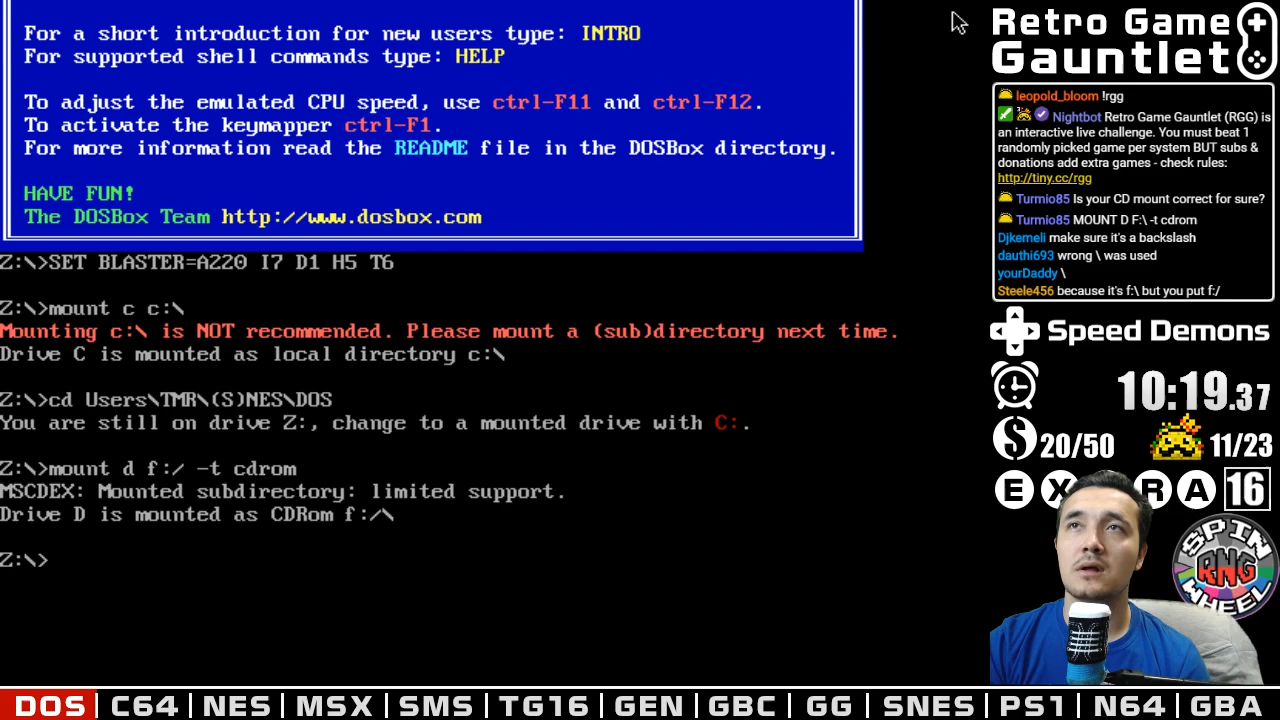 For a short introduction for new users type: INTRO
For supported shell commands type: HELP
To adjust the emulated CPU speed, use ctrl-F11 and ctrl-F12.
To activate the keymapper ctrl-F1.
For more information read the README file in the DOSBox directory.
HAVE FUN!
The DOSBox Team http://www.dosbox.com
Z:\>SET BLASTER=A220 I7 D1 H5 T6
Z:\>mount c c:\
Mounting c:\ is NOT recommended. Please mount a (sub)directory next time.
Drive C is mounted as local directory c:\
Z:\>cd Users\TMR\(S)NES\DOS
You are still on drive Z:, change to a mounted drive with C:.
Z:\>mount d f:/ -t cdrom
MSCDEX: Mounted subdirectory: limited support.
Drive D is mounted as CDRom f:/\
Z:\>
Retro Game
Gauntlet
leopold_bloom !rgg
Nightbot Retro Game Gauntlet (RGG) is
an interactive live challenge. You must beat 1
randomly picked game per system BUT subs &
donations add extra games - check rules:
http://tiny.cc/rgg
Turmio85 Is your CD mount correct for sure?
Turmio85 MOUNT D F:\ -t cdrom
Djkemeli make sure it's a backslash
dauthi693 wrong \ was used
yourDaddy \
Steele456 because it's f:\ but you put f:/
Speed Demons
10:19.37
$ 20/50 11/23
E X R A 16
SPIN
RNG
WHEEL
DOS C64 NES MSX SMS TG16 GEN GBC GG SNES PS1 N64 GBA